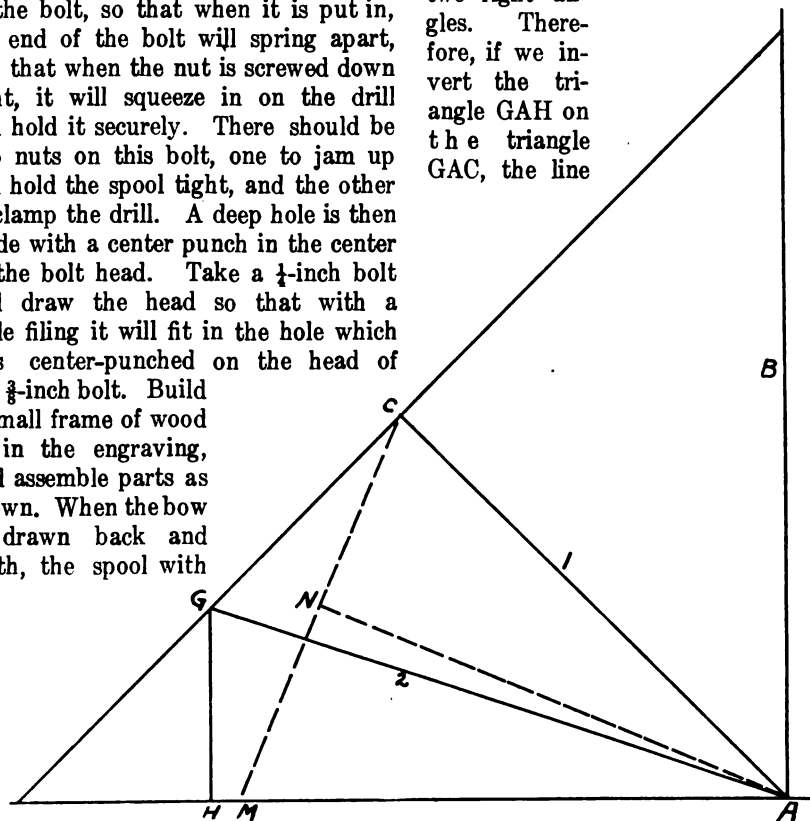 the bolt, so that when it is put in,
end of the bolt will spring apart,
that when the nut is screwed down
it, it will squeeze in on the drill
hold it securely. There should be
nuts on this bolt, one to jam up
hold the spool tight, and the other
clamp the drill. A deep hole is then
de with a center punch in the center
the bolt head. Take a ¼-inch bolt
draw the head so that with a
le filing it will fit in the hole which
s center-punched on the head of
⅜-inch bolt. Build
mall frame of wood
in the engraving,
assemble parts as
wn. When the bow
drawn back and
th, the spool with
gles. There-
fore, if we in-
vert the tri-
angle GAH on
the triangle
GAC, the line
B
C
1
G
N
2
H
M
A